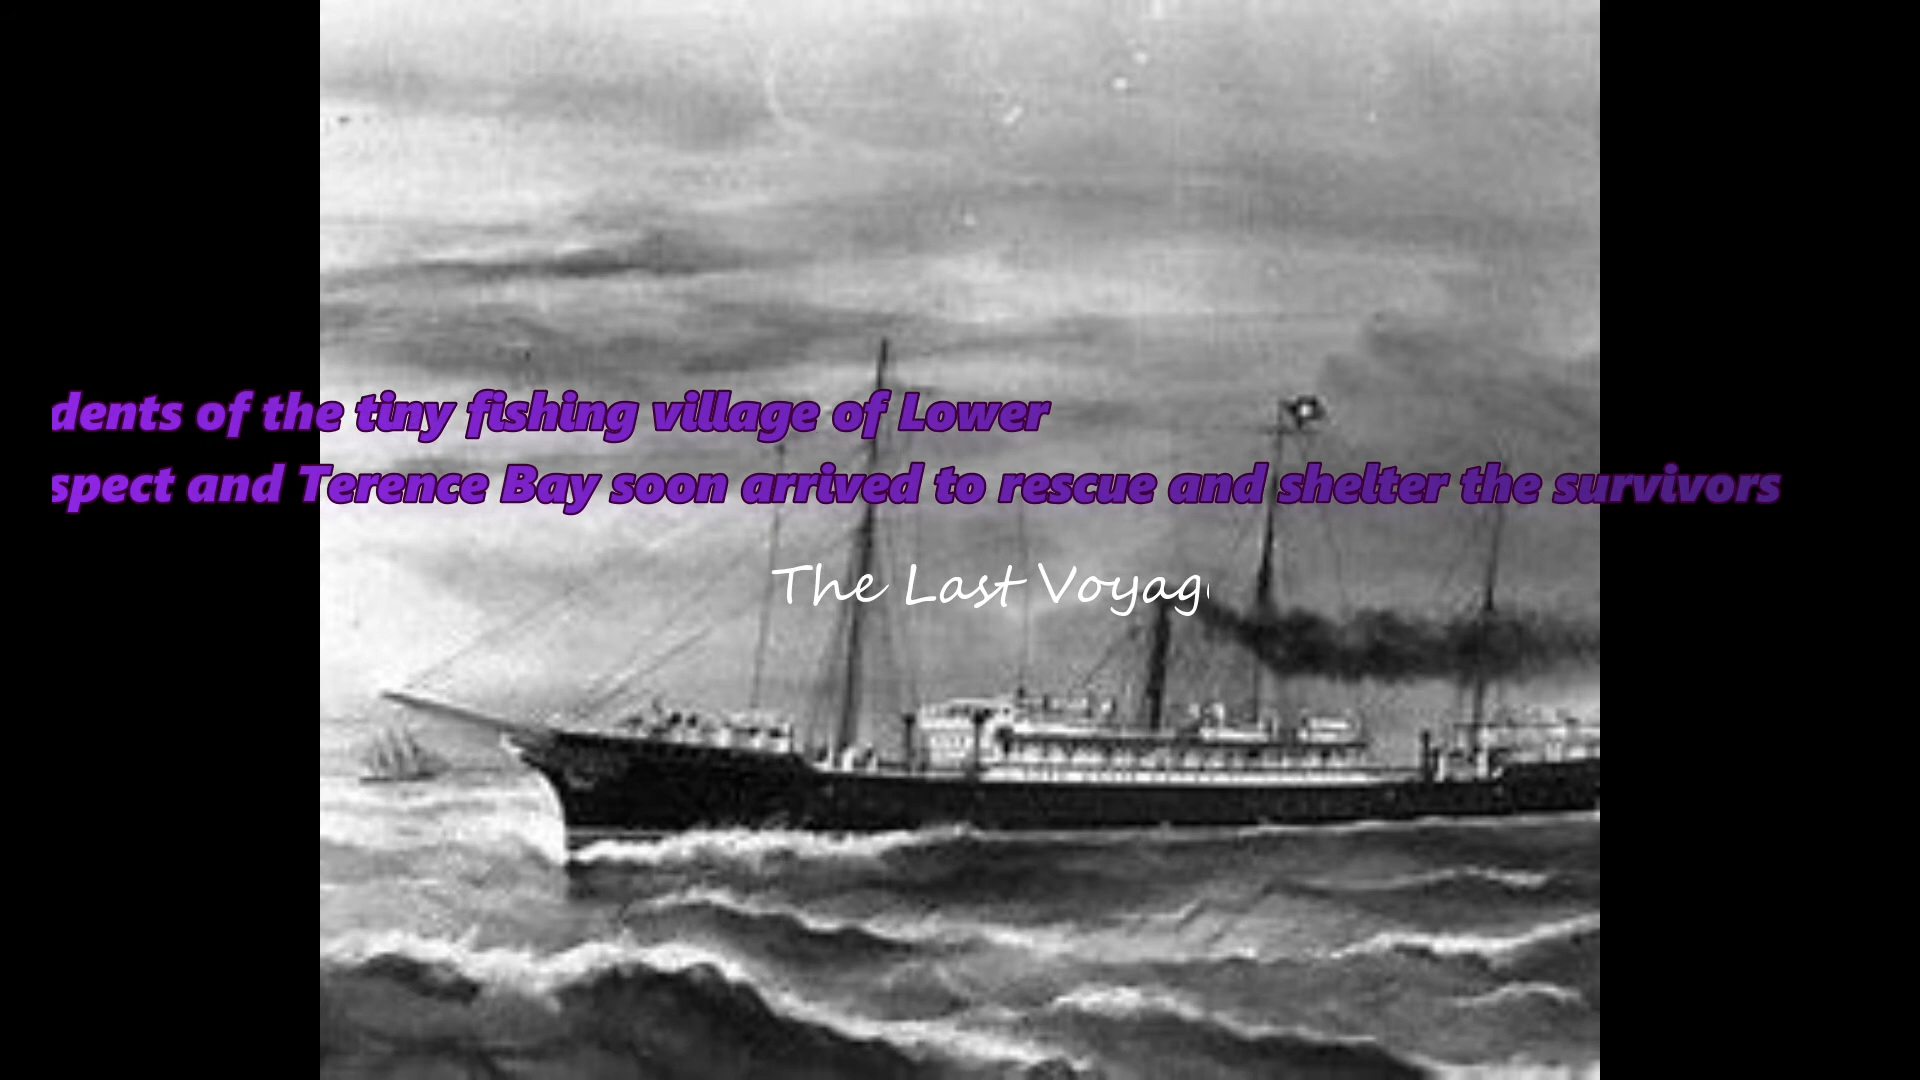 dents of the tiny fishing village of Lower
spect and Terence Bay soon arrived to rescue and shelter the survivors
The Last Voyag